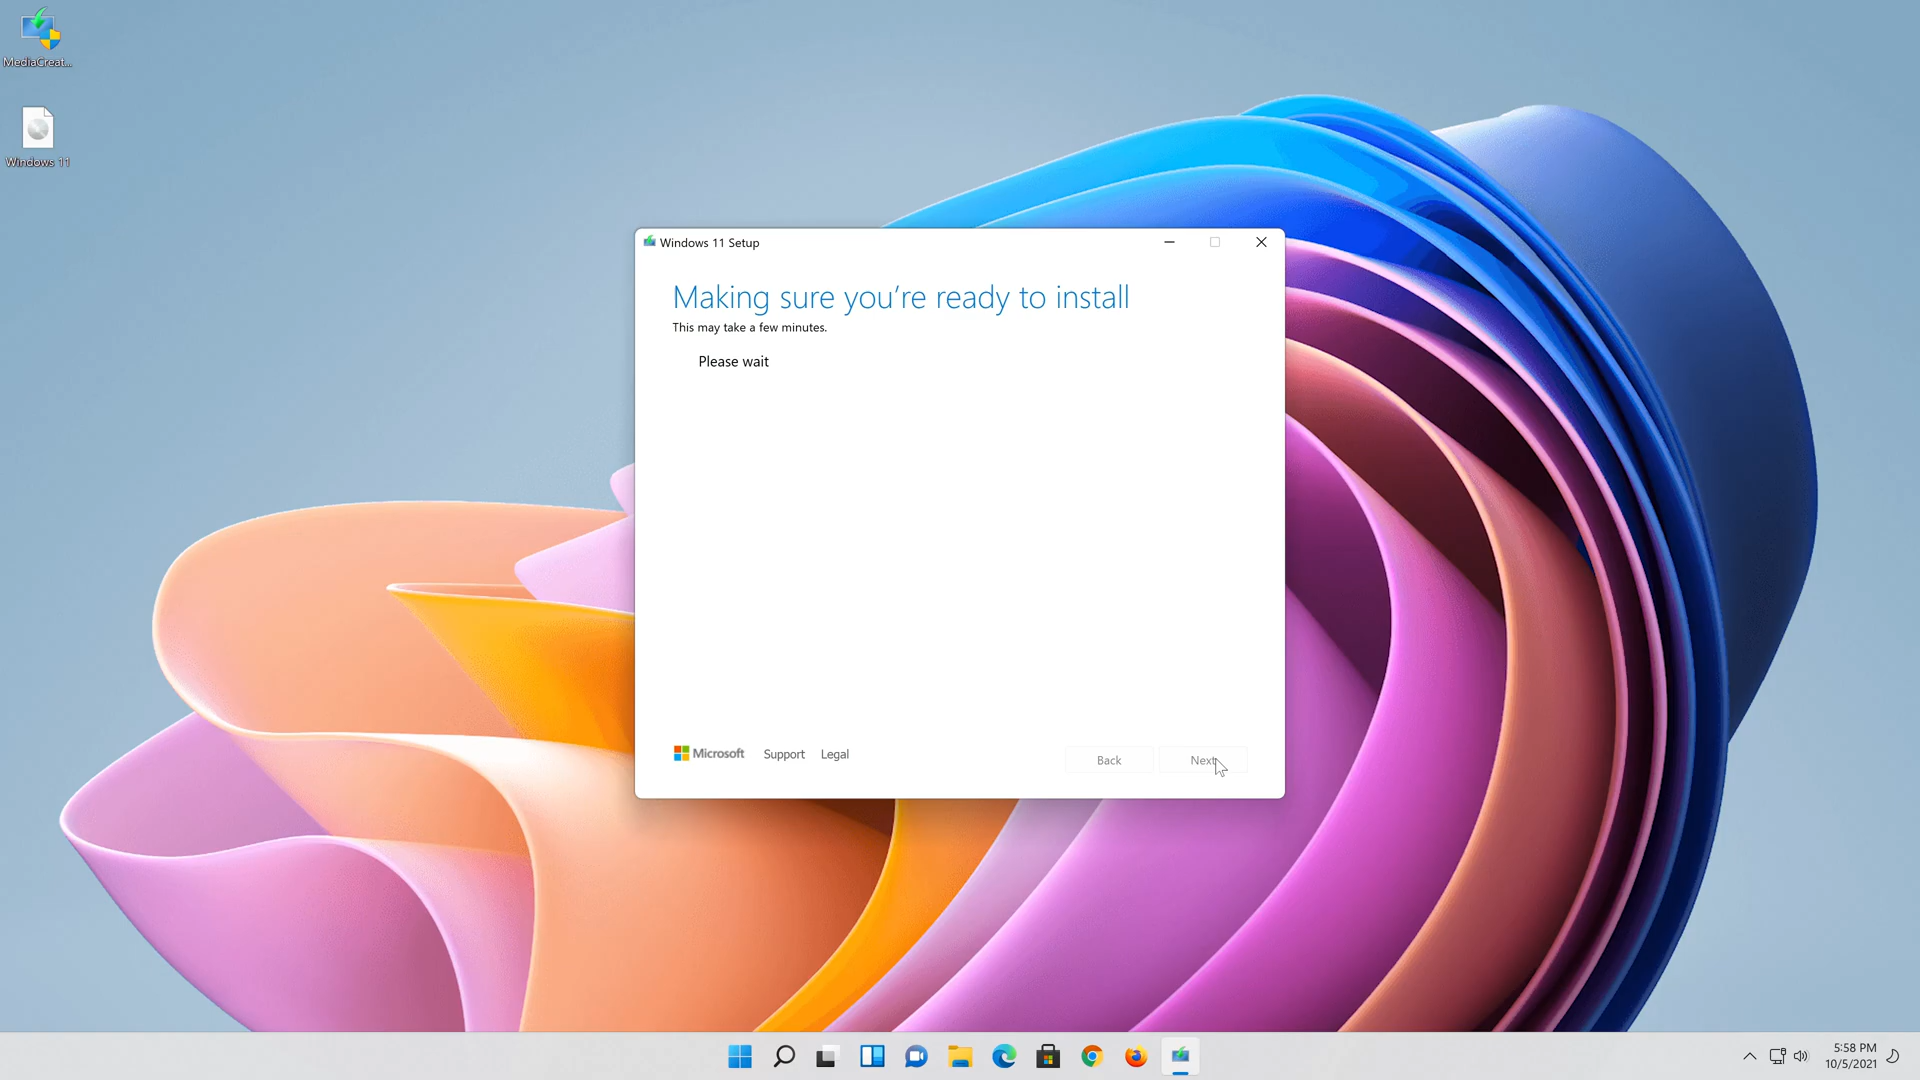 MediaCreat...
Windows 11
Windows 11 Setup
Making sure you're ready to install
This may take a few minutes.
Please wait
Microsoft
Support
Legal
Back
Next
5:58 PM
10/5/2021